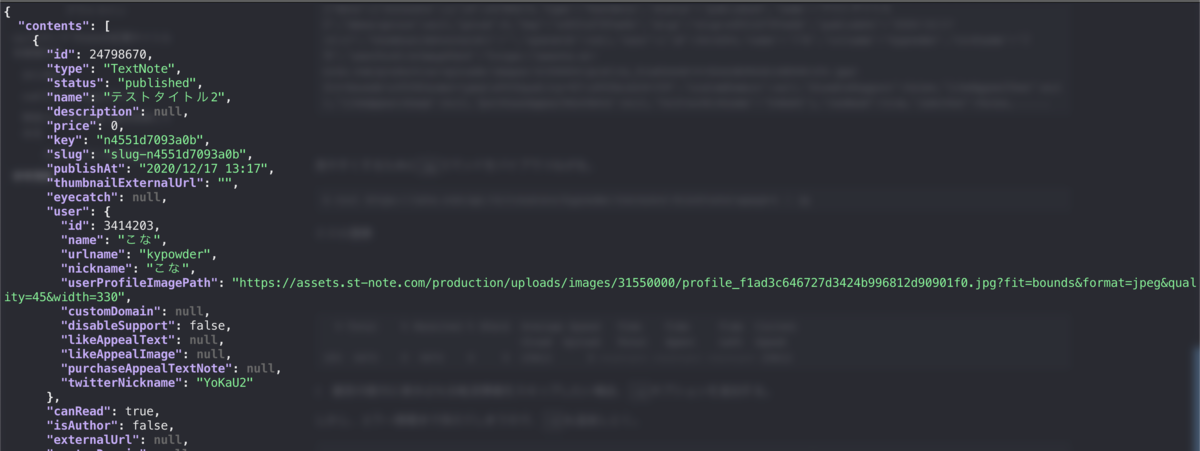 {
"contents": [
{
"id": 24798670,
"type": "TextNote",
"status": "published",
"name": "テストタイトル2",
"description": null,
"price": 0,
"key": "n4551d7093a0b",
"slug": "slug-n4551d7093a0b",
"publishAt": "2020/12/17 13:17",
"thumbnailExternalUrl": "",
"eyecatch": null,
"user": {
"id": 3414203,
"name": "こな",
"urlname": "kypowder",
"nickname": "こな",
"userProfileImagePath": "https://assets.st-note.com/production/uploads/images/31550000/profile_f1ad3c646727d3424b996812d90901f0.jpg?fit=bounds&format=jpeg&qua
lity=45&width=330",
"customDomain": null,
"disableSupport": false,
"likeAppealText": null,
"likeAppealImage": null,
"purchaseAppealTextNote": null,
"twitterNickname": "YoKaU2"
},
"canRead": true,
"isAuthor": false,
"externalUrl": null,